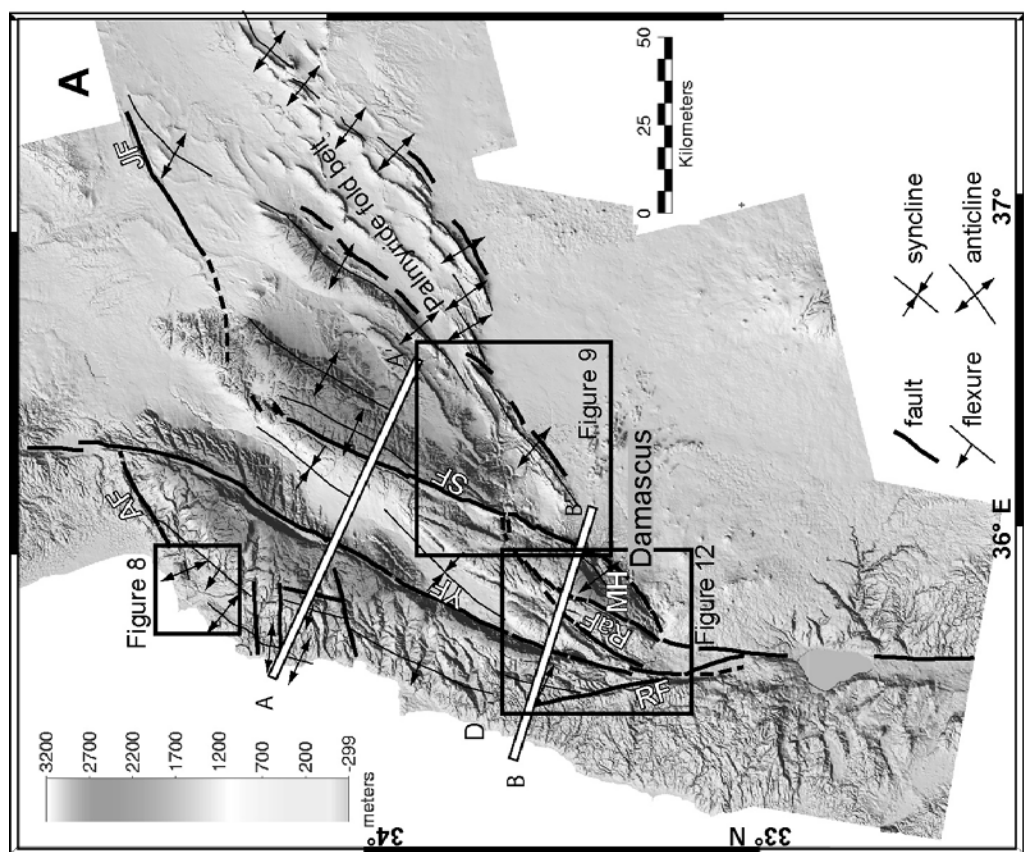 A
JF
Palmyride fold belt
50
25
0
Kilometers
AF
Figure 8
A
A'
SF
YF
Figure 9
Damascus
B'
MH
RaF
Figure 12
RF
D
B
3200
2700
2200
1700
1200
700
200
-299
meters
fault
syncline
flexure
anticline
34°
33° N
36° E
37°